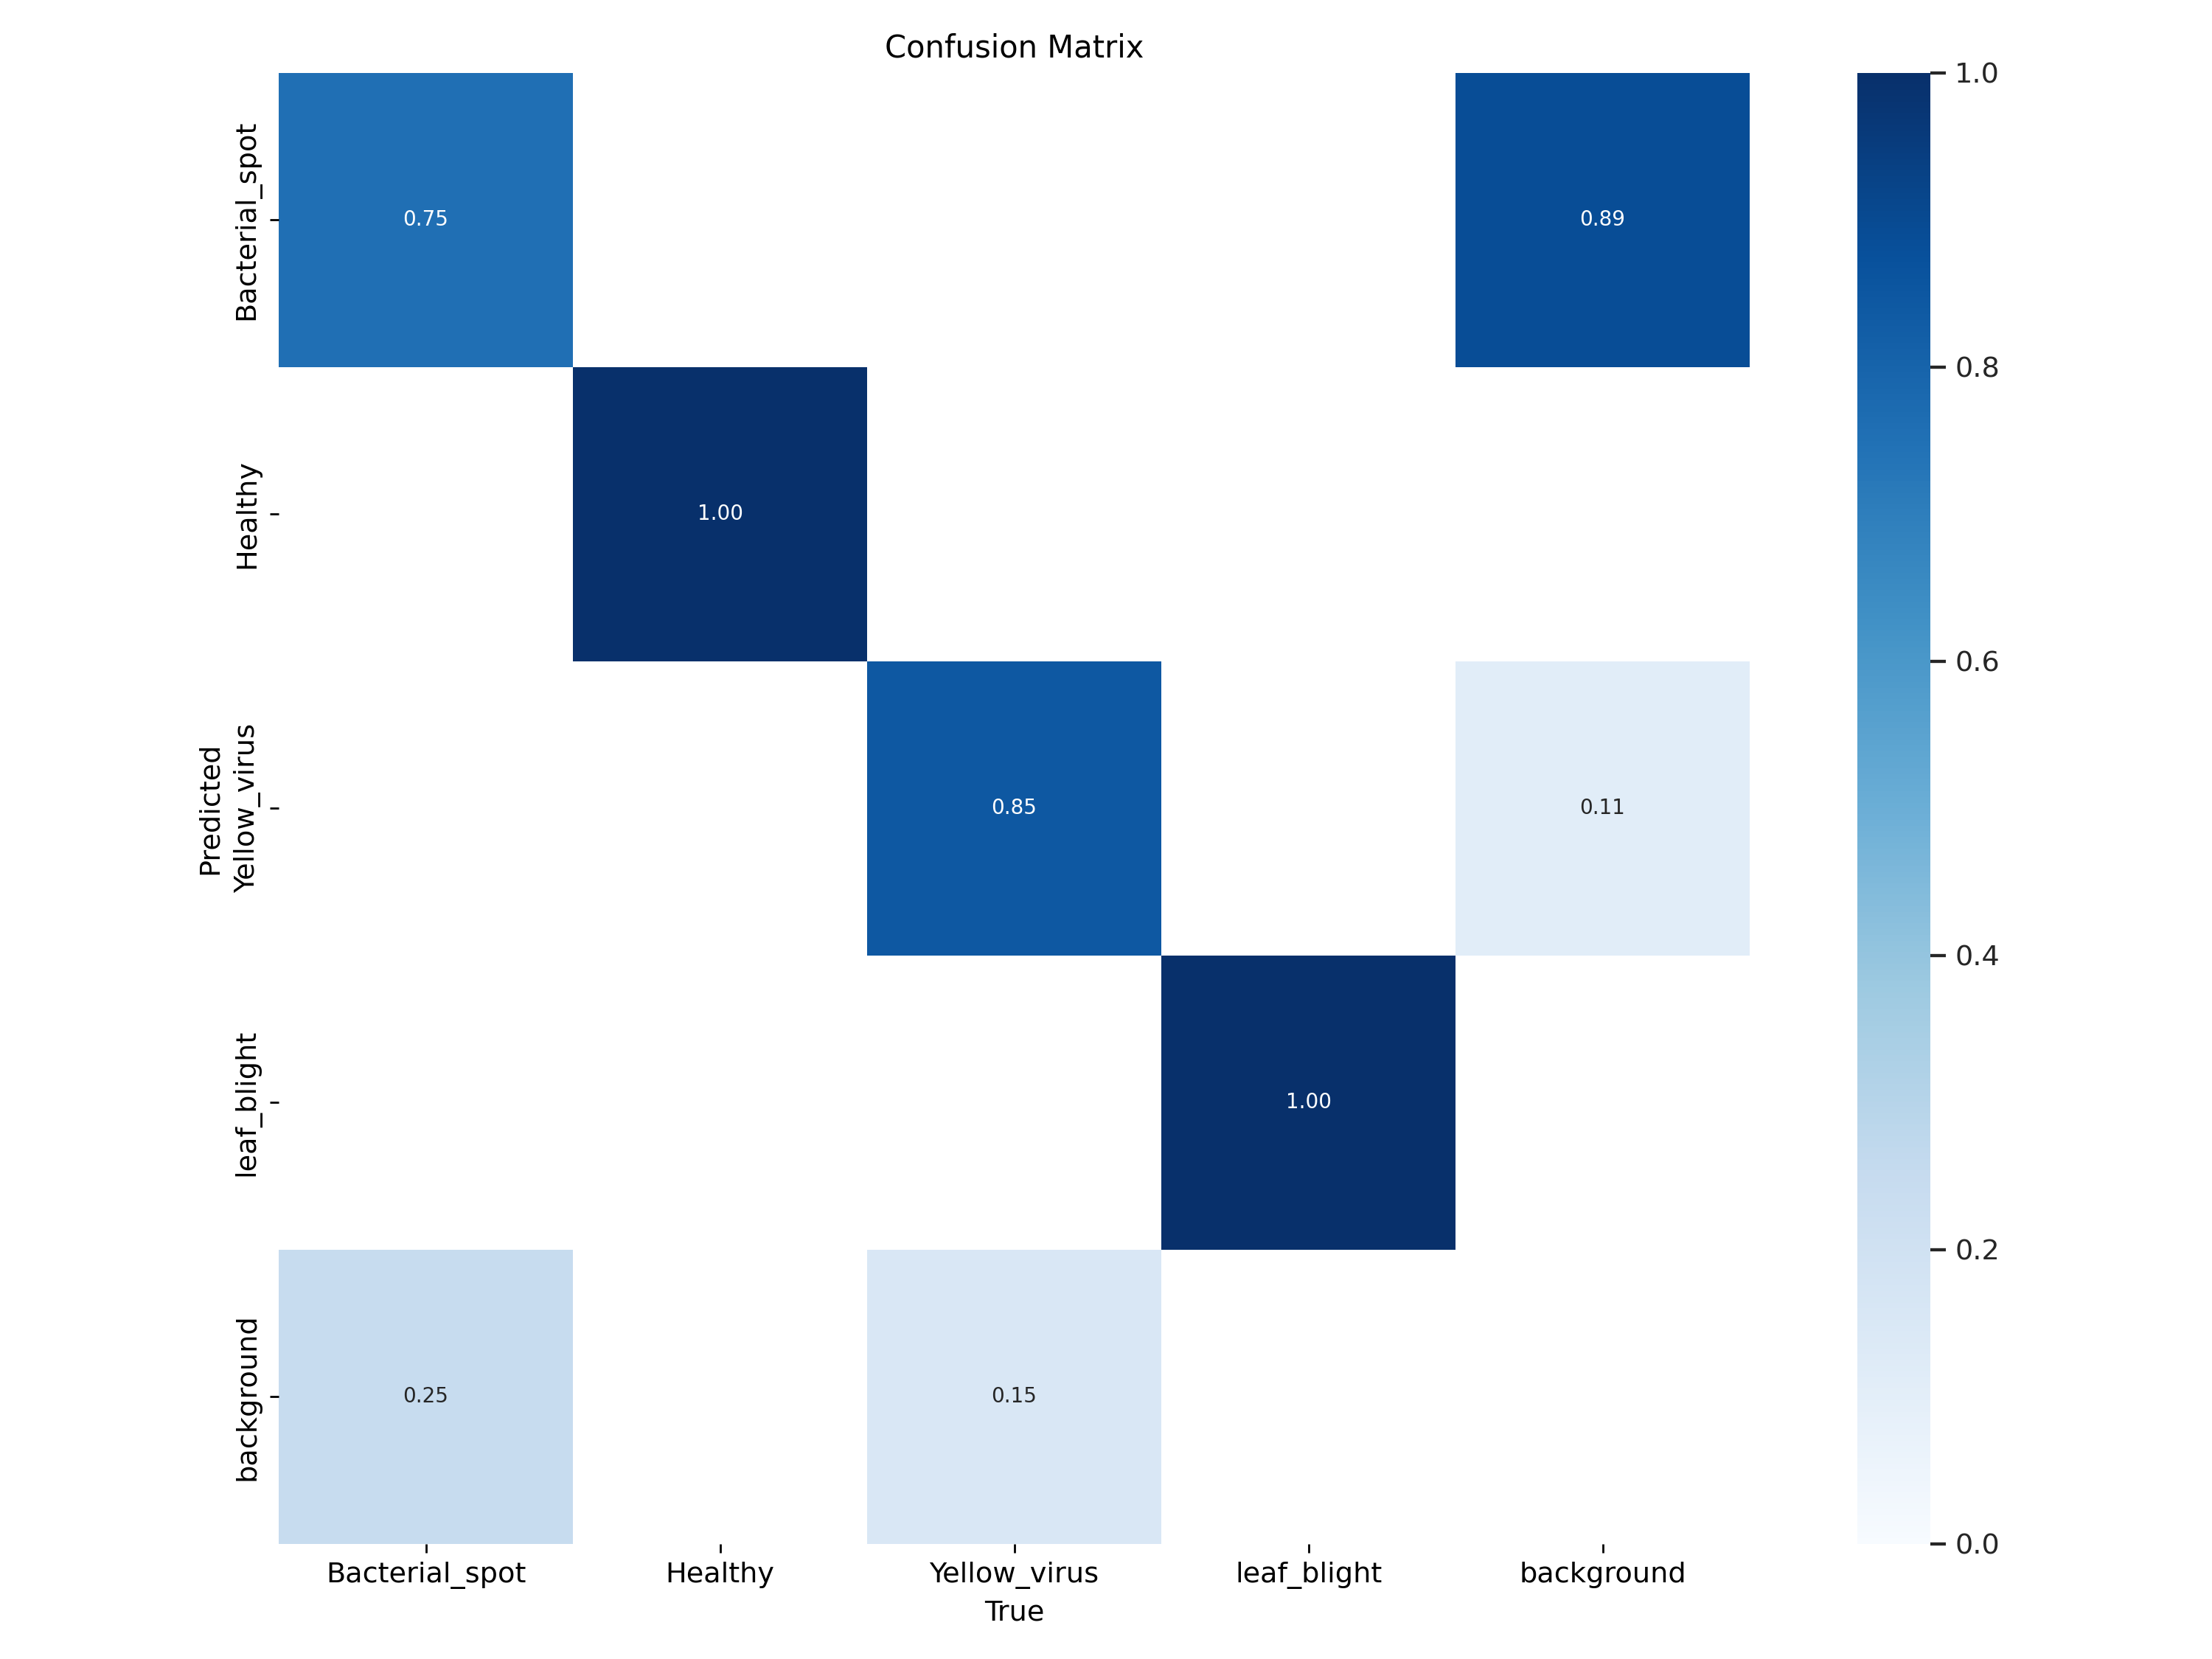 Confusion Matrix
Bacterial_spot
Healthy
Predicted
Yellow_virus
leaf_blight
background
0.75
0.89
1.00
0.85
0.11
1.00
0.25
0.15
Bacterial_spot
Healthy
Yellow_virus
leaf_blight
background
True
1.0
0.8
0.6
0.4
0.2
0.0